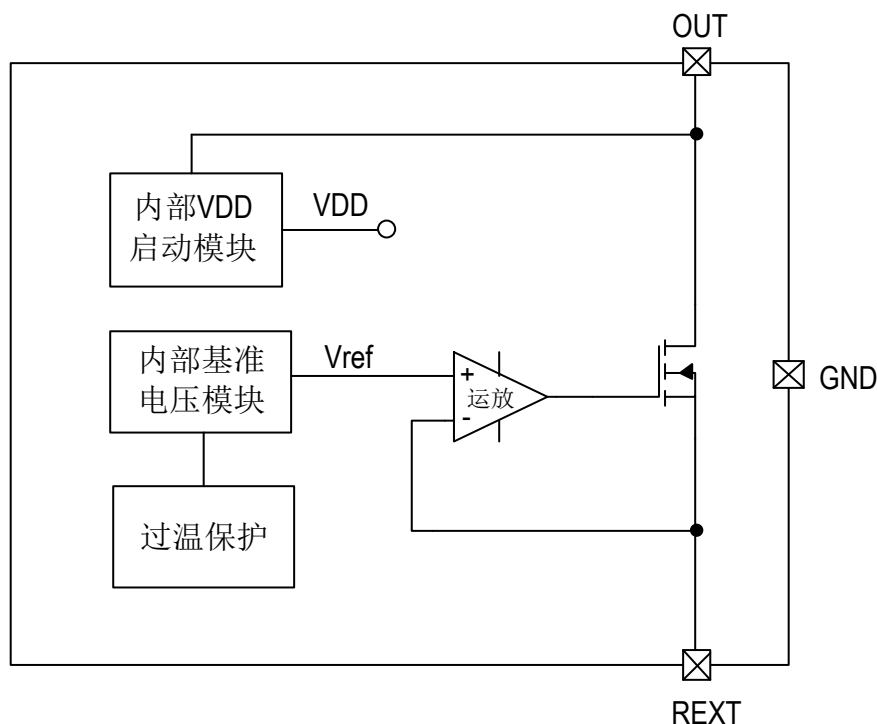 OUT
内部VDD
启动模块
VDD
内部基准
电压模块
Vref
+
运放
-
GND
过温保护
REXT